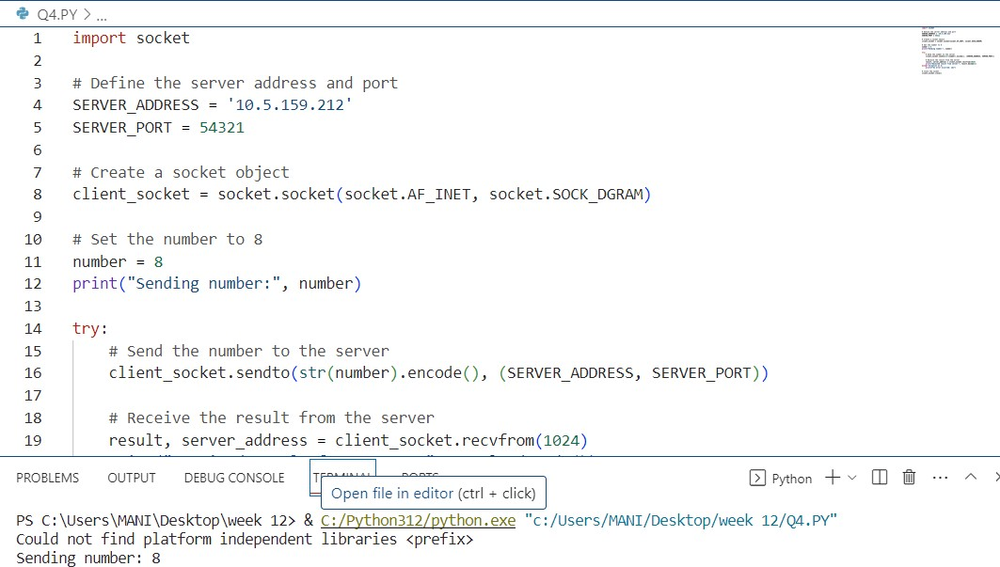 Q4.PY > ...
1 import socket
2
3 # Define the server address and port
4 SERVER_ADDRESS = '10.5.159.212'
5 SERVER_PORT = 54321
6
7 # Create a socket object
8 client_socket = socket.socket(socket.AF_INET, socket.SOCK_DGRAM)
9
10 # Set the number to 8
11 number = 8
12 print("Sending number:", number)
13
14 try:
15     # Send the number to the server
16     client_socket.sendto(str(number).encode(), (SERVER_ADDRESS, SERVER_PORT))
17
18     # Receive the result from the server
19     result, server_address = client_socket.recvfrom(1024)
PROBLEMS OUTPUT DEBUG CONSOLE TERMINAL PORTS Python
Open file in editor (ctrl + click)
PS C:\Users\MANI\Desktop\week 12> & C:/Python312/python.exe "c:/Users/MANI/Desktop/week 12/Q4.PY"
Could not find platform independent libraries <prefix>
Sending number: 8